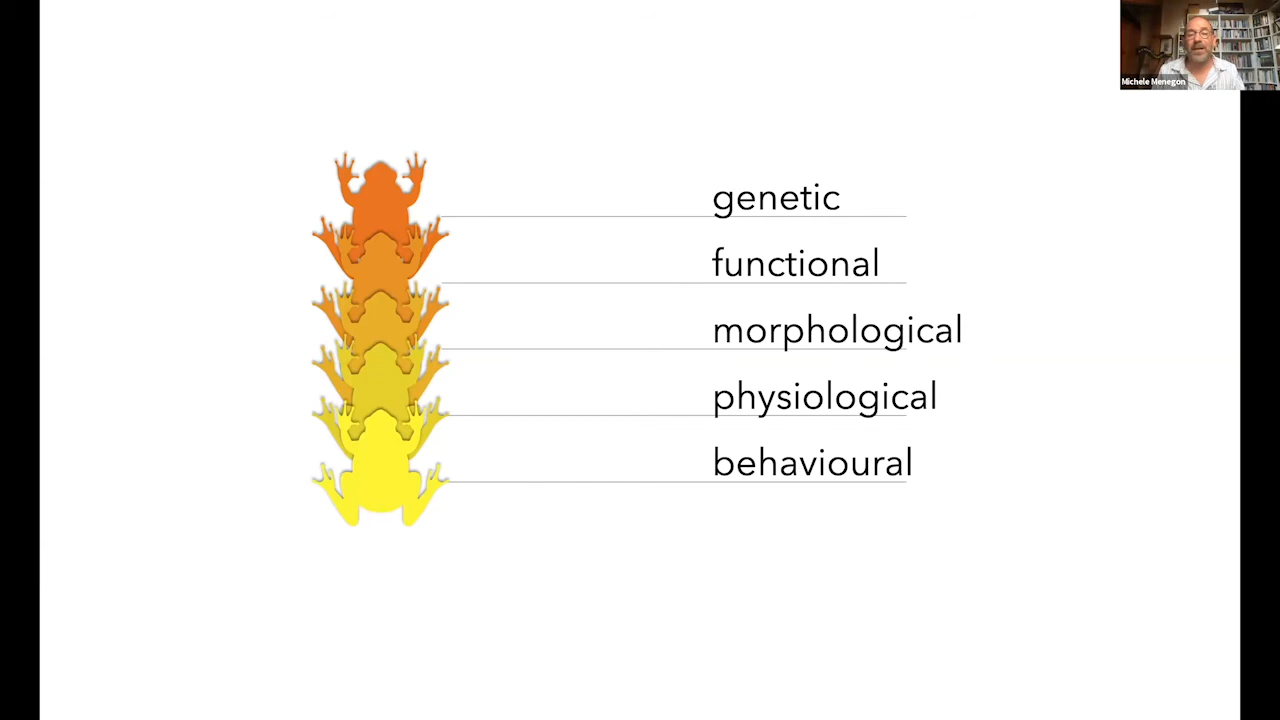 Michele Menegon
genetic
functional
morphological
physiological
behavioural